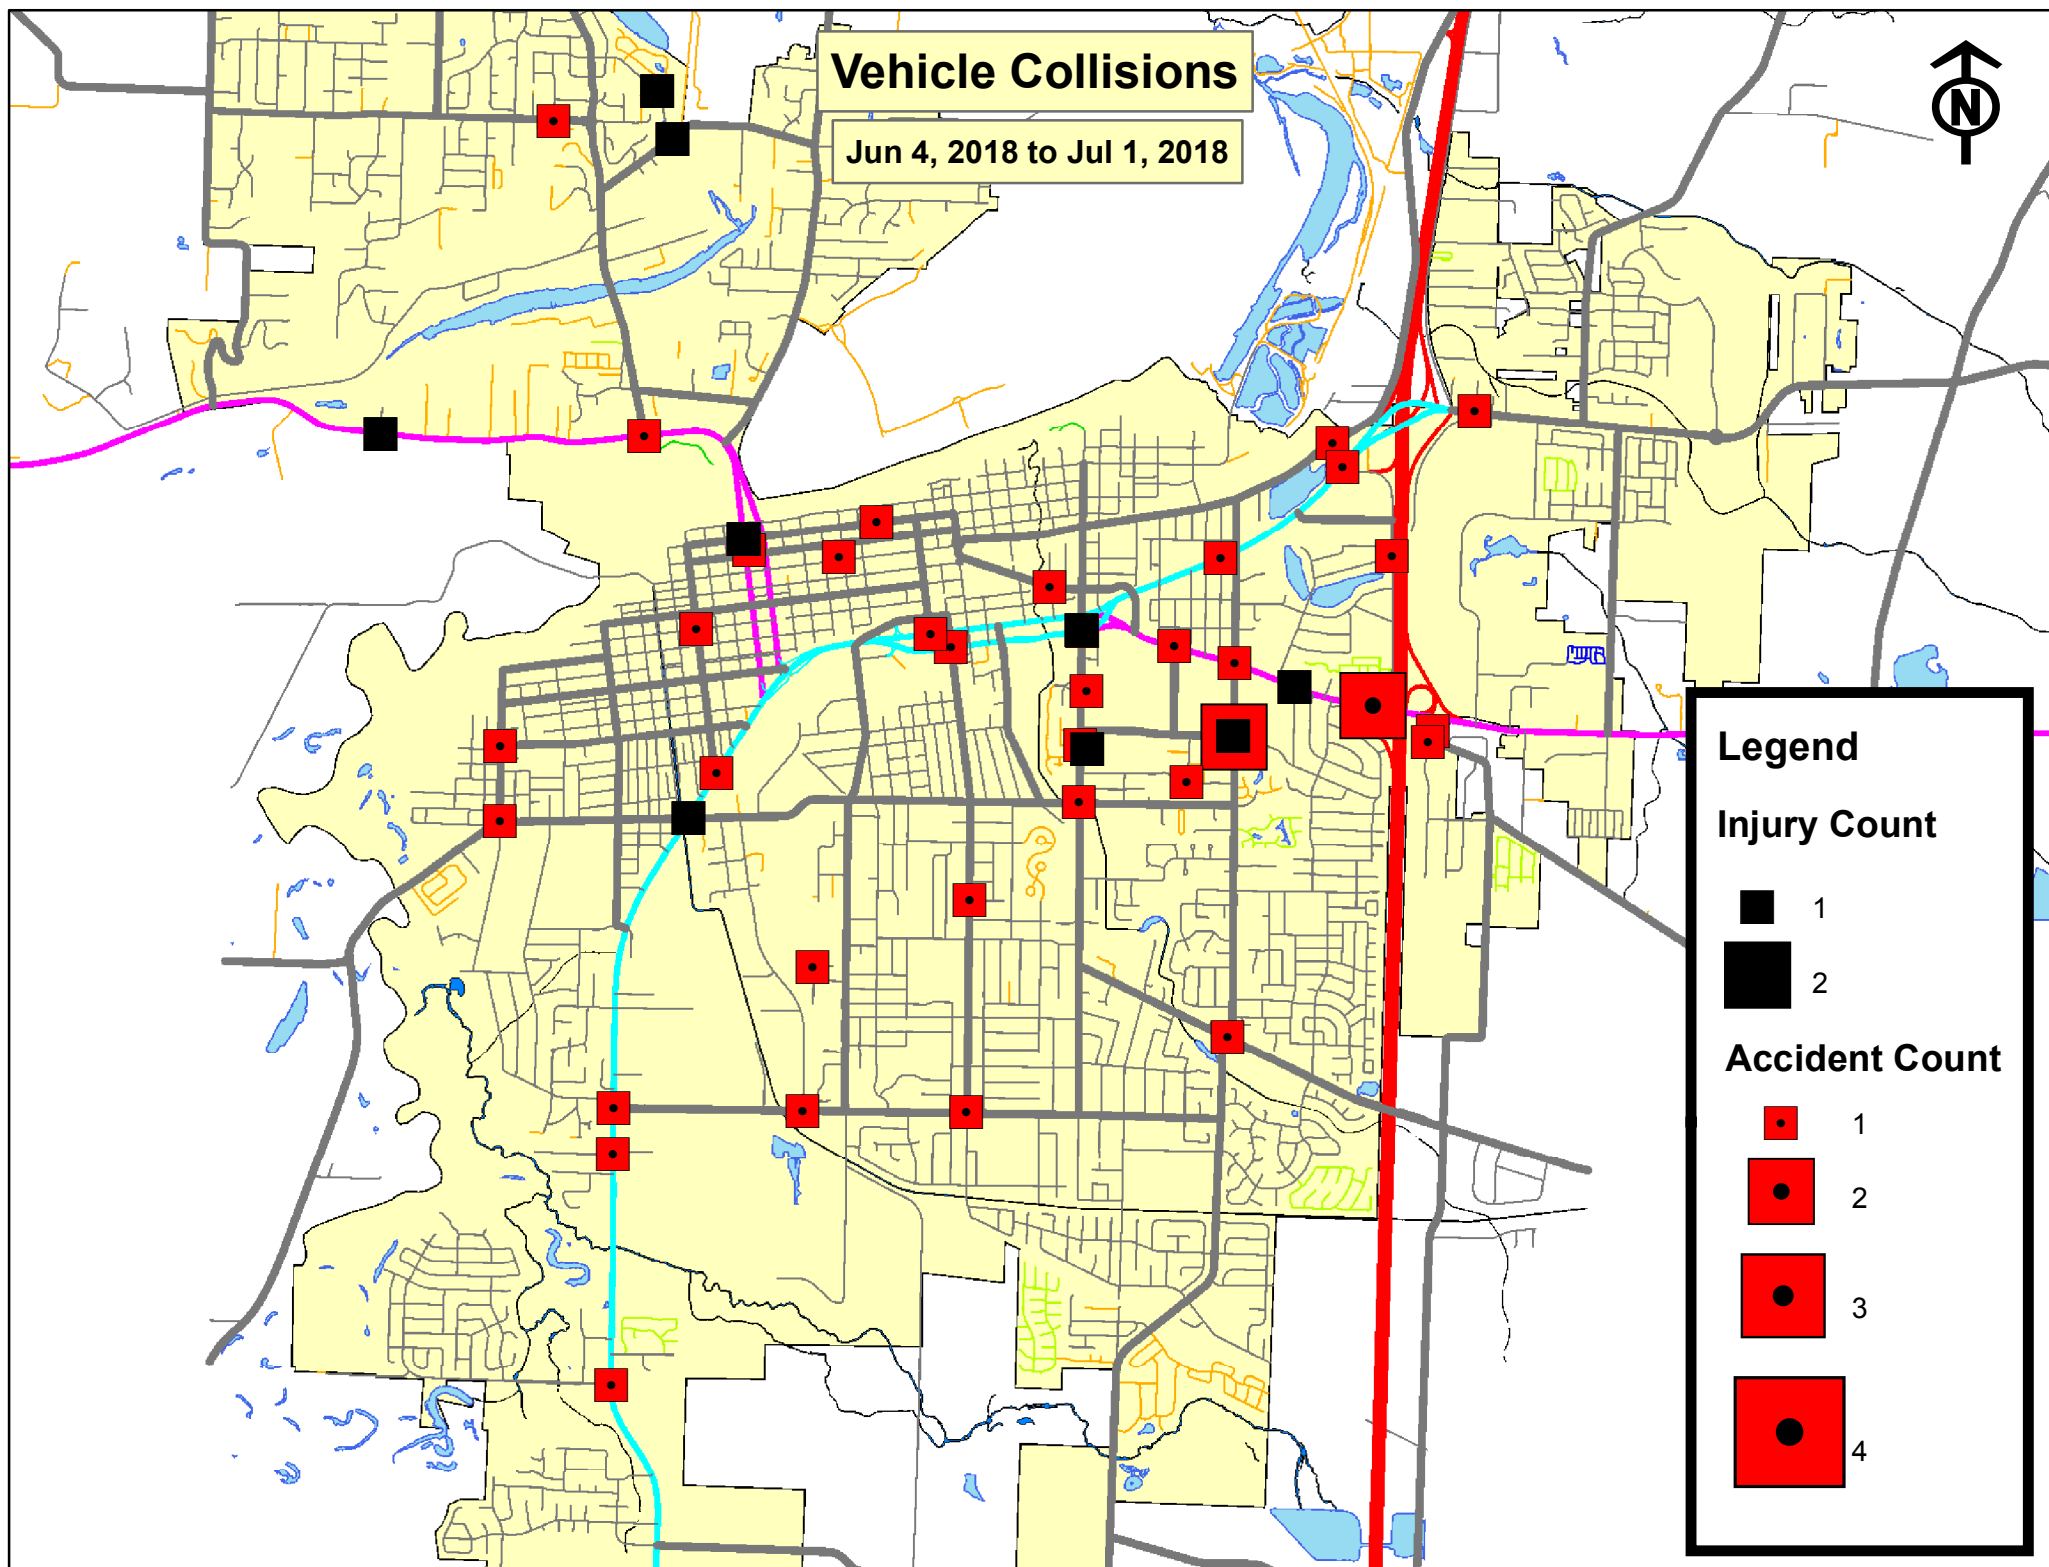 Vehicle Collisions
Jun 4, 2018 to Jul 1, 2018
N
Legend
Injury Count
1
2
Accident Count
1
2
3
4